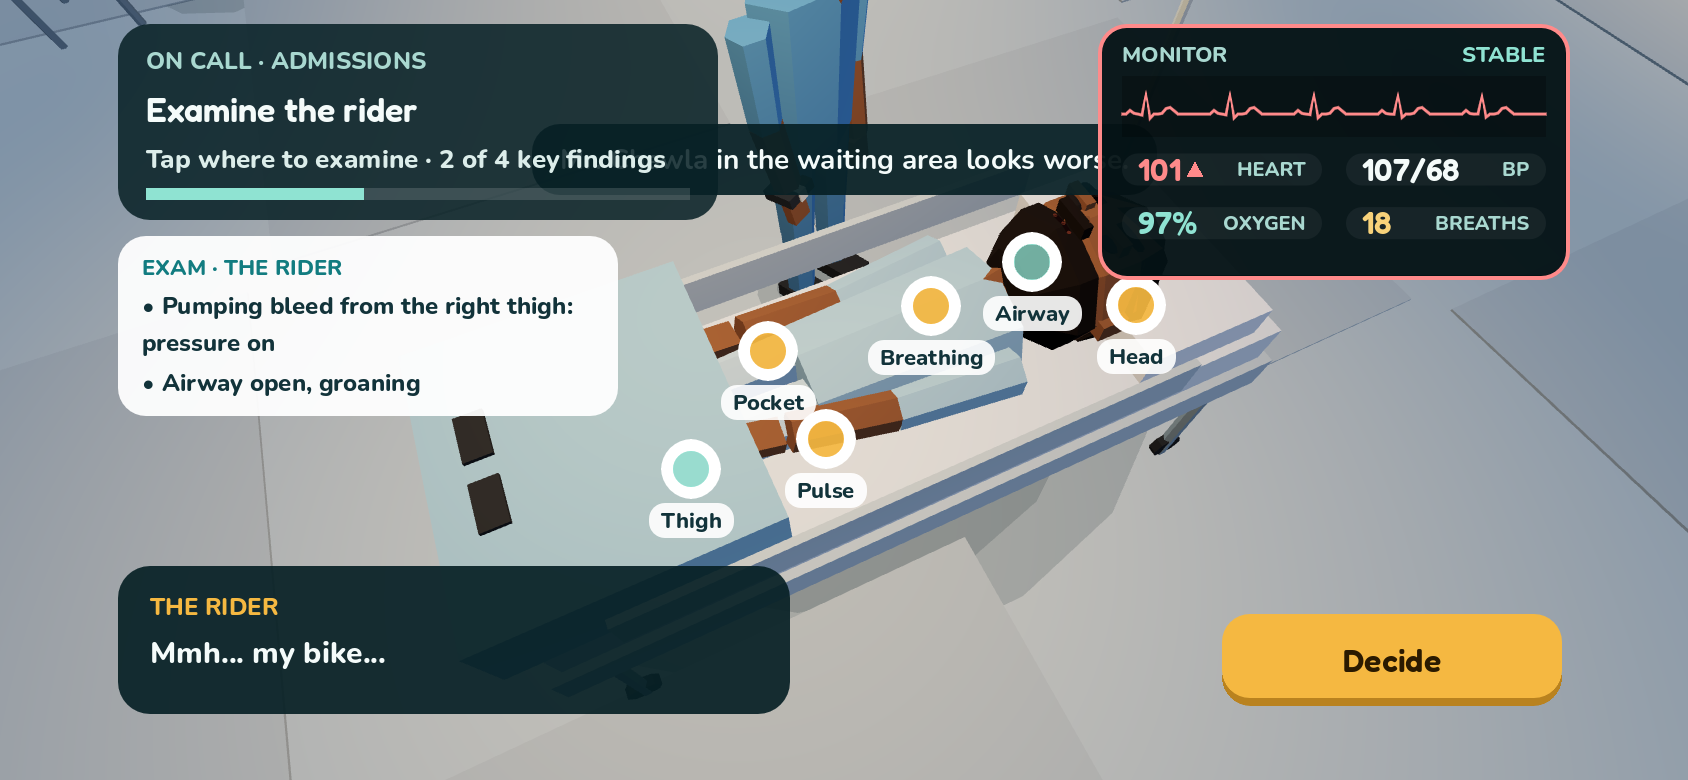 ON CALL · ADMISSIONS
Examine the rider
Tap where to examine · 2 of 4 key findings
in the waiting area looks worse.
MONITOR
STABLE
101 HEART
107/68 BP
97% OXYGEN
18 BREATHS
EXAM · THE RIDER
• Pumping bleed from the right thigh:
pressure on
• Airway open, groaning
Airway
Breathing
Head
Pocket
Pulse
Thigh
THE RIDER
Mmh... my bike...
Decide